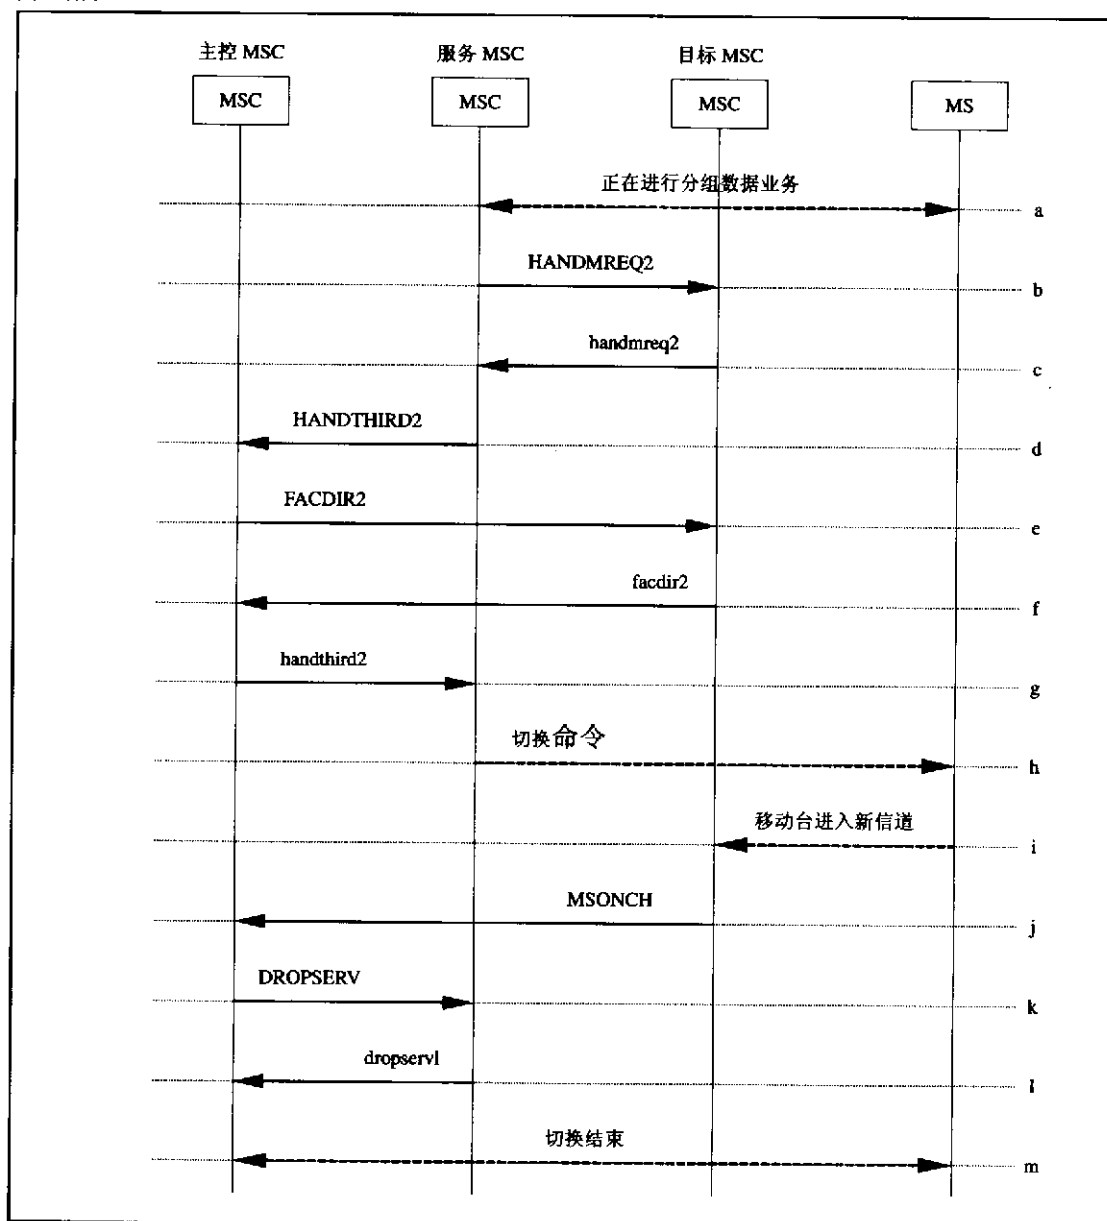 主控 MSC 服务 MSC 目标 MSC
MSC MSC MSC MS
正在进行分组数据业务
a
HANDMREQ2
b
handmreq2
c
HANDTHIRD2
d
FACDIR2
e
facdir2
f
handthird2
g
切换命令
h
移动台进入新信道
i
MSONCH
j
DROPSERV
k
dropservl
l
切换结束
m